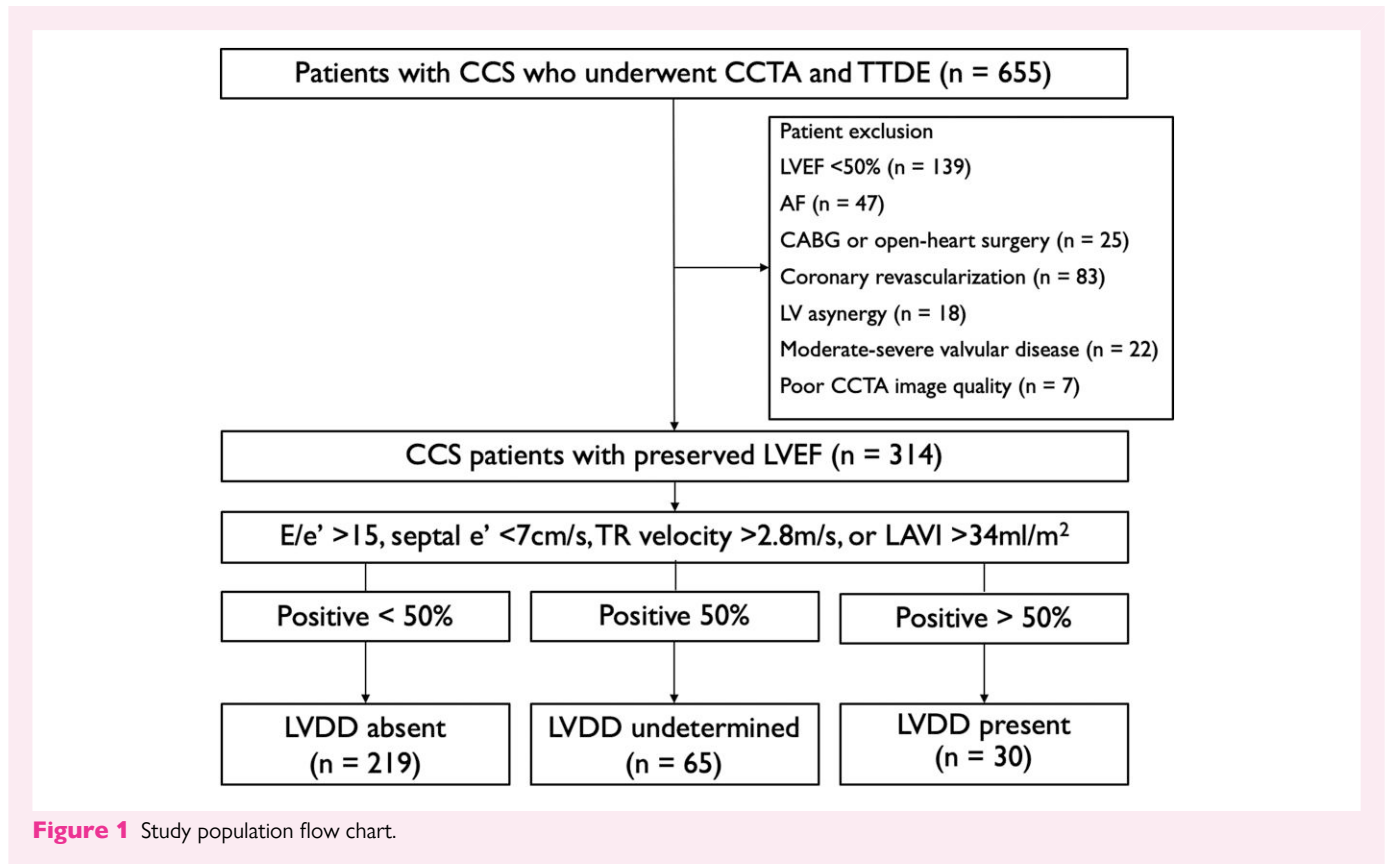 Patients with CCS who underwent CCTA and TTDE (n = 655)
Patient exclusion
LVEF <50% (n = 139)
AF (n = 47)
CABG or open-heart surgery (n = 25)
Coronary revascularization (n = 83)
LV asynergy (n = 18)
Moderate-severe valvular disease (n = 22)
Poor CCTA image quality (n = 7)
CCS patients with preserved LVEF (n = 314)
E/e’ >15, septal e’ <7cm/s, TR velocity >2.8m/s, or LAVI >34ml/m²
Positive < 50%
Positive 50%
Positive > 50%
LVDD absent
(n = 219)
LVDD undetermined
(n = 65)
LVDD present
(n = 30)
Figure 1 Study population flow chart.